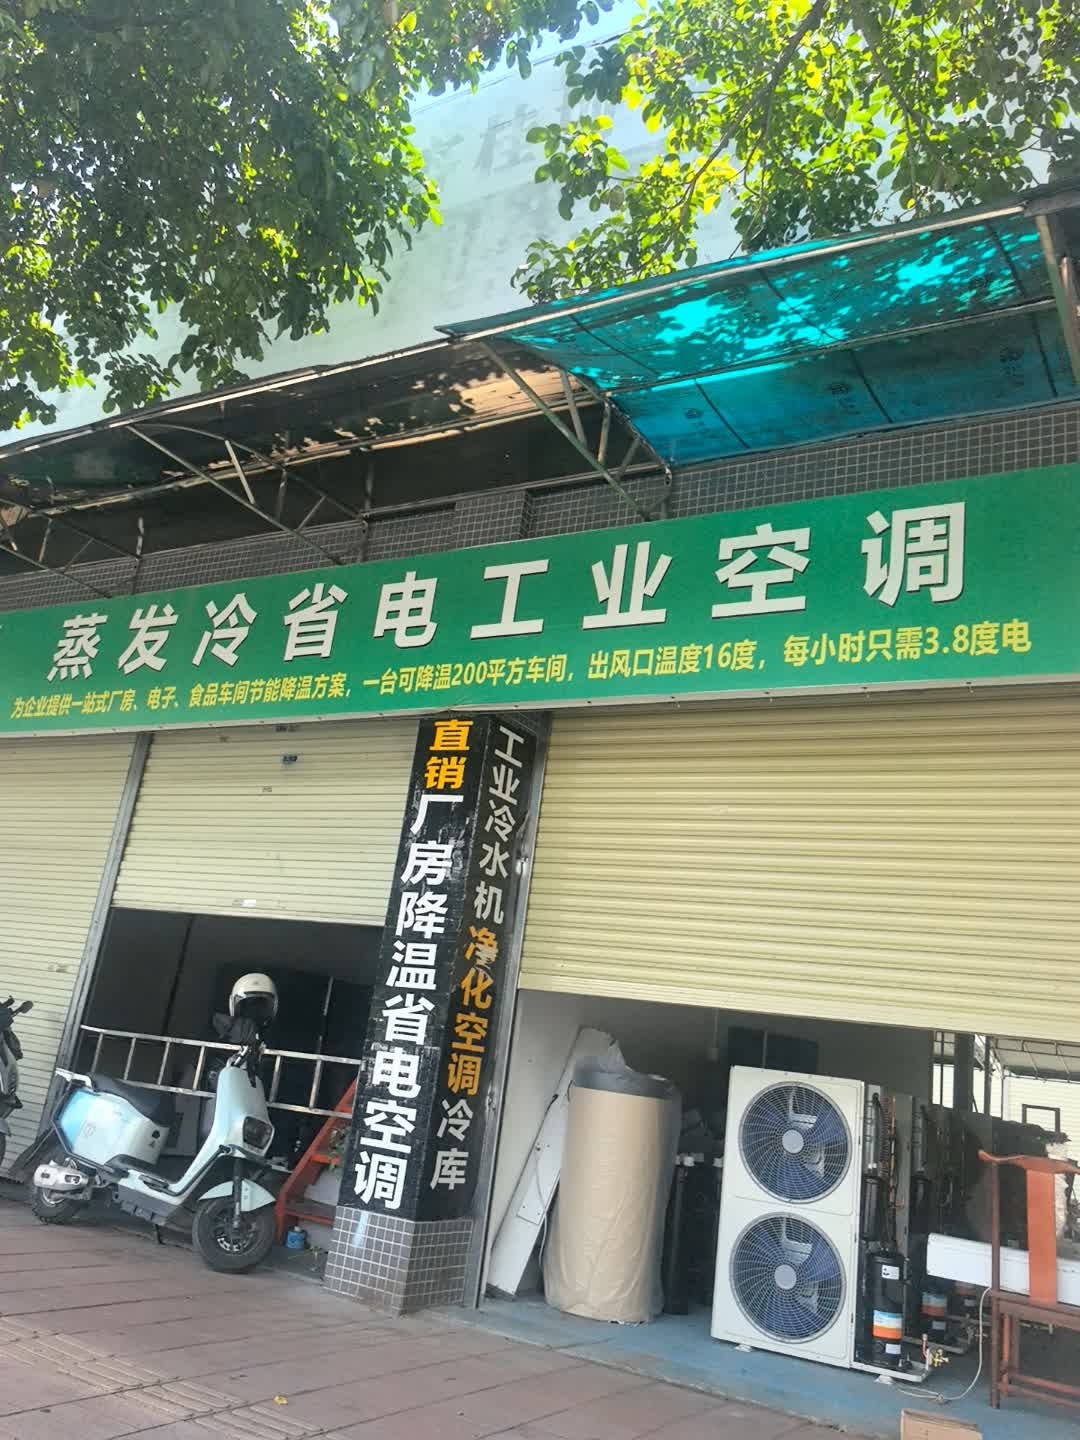 蒸发冷省电工业空调
为企业提供一站式厂房、电子、食品车间节能降温方案，一台可降温200平方车间，出风口温度16度，每小时只需3.8度电
直销厂房降温省电空调
工业冷水机净化空调冷库